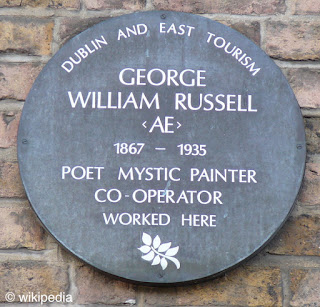 DUBLIN AND EAST TOURISM
GEORGE
WILLIAM RUSSELL
‹AE›
1867 – 1935
POET MYSTIC PAINTER
CO-OPERATOR
WORKED HERE
© wikipedia